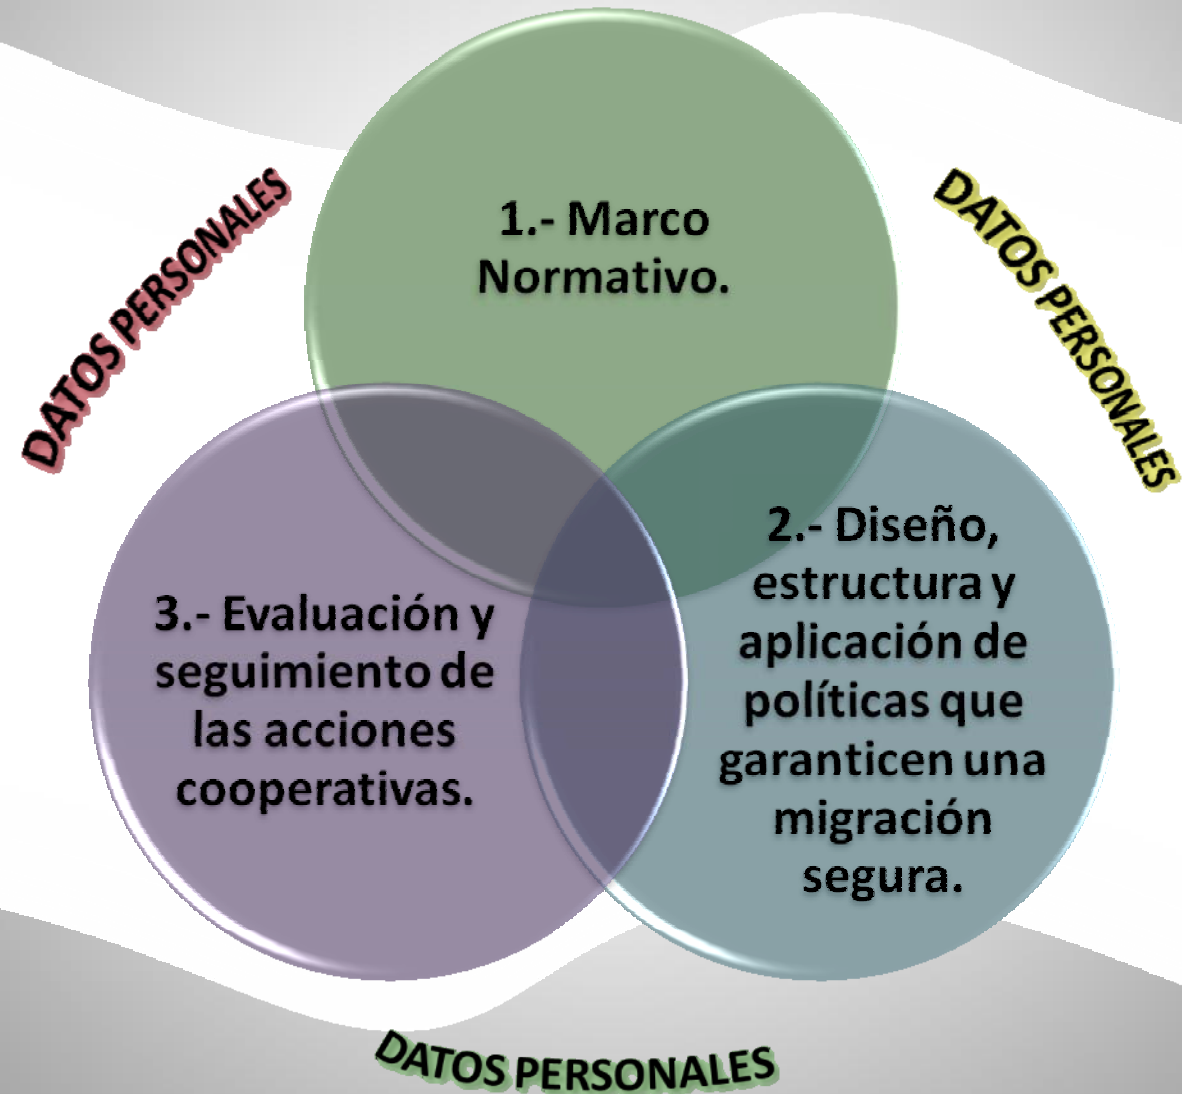 DATOS PERSONALES
DATOS PERSONALES
1.- Marco
Normativo.
2.- Diseño,
estructura y
aplicación de
políticas que
garanticen una
migración
segura.
3.- Evaluación y
seguimiento de
las acciones
cooperativas.
DATOS PERSONALES